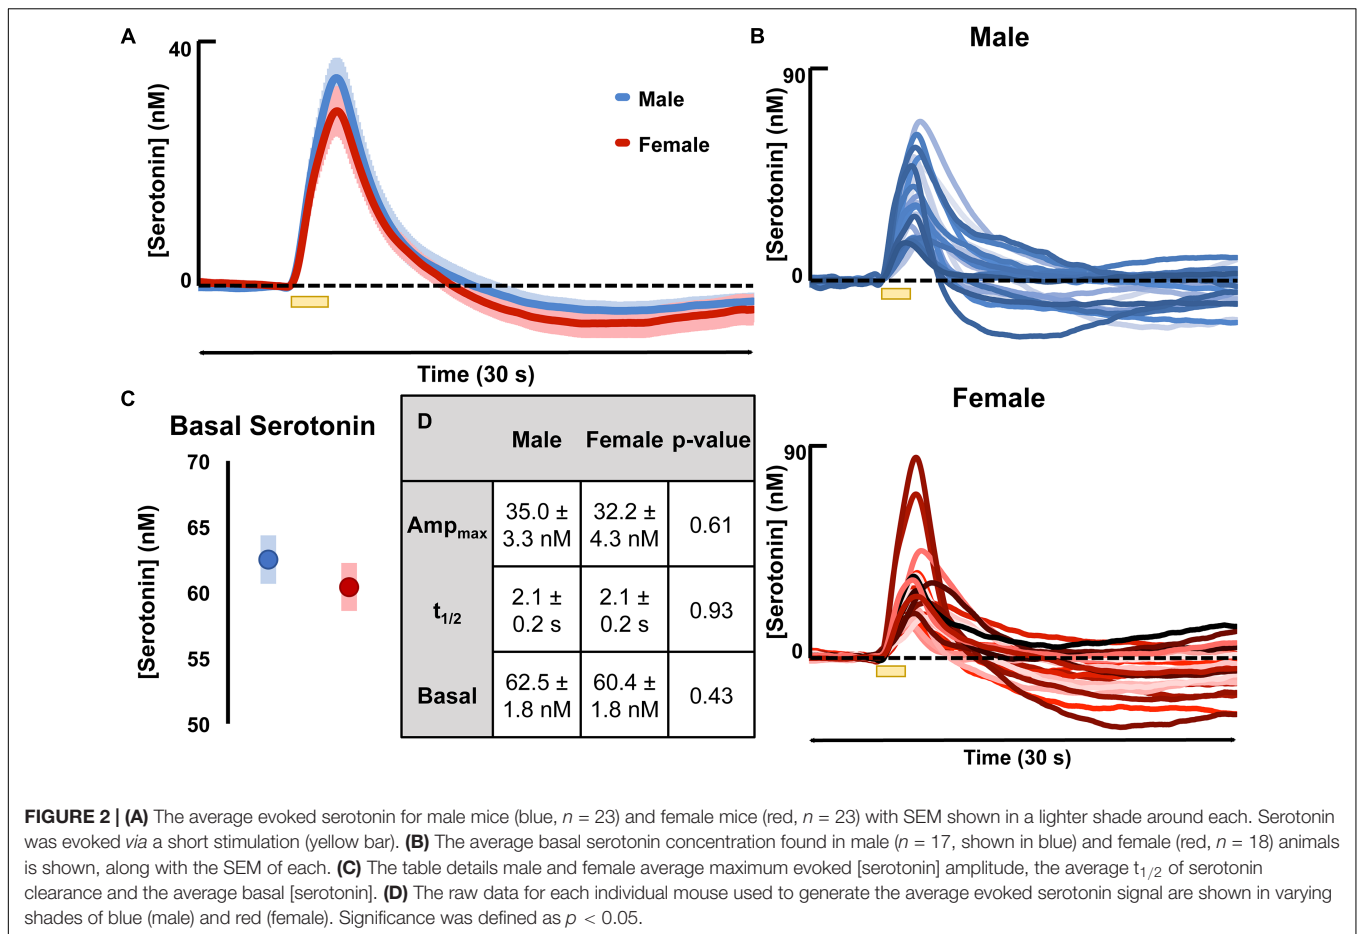 A
40
[Serotonin] (nM)
0
Male
Female
Time (30 s)
B
Male
90
[Serotonin] (nM)
0
C
Basal Serotonin
70
65
60
55
50
[Serotonin] (nM)
D
Male Female p-value
Ampmax 35.0 ± 3.3 nM 32.2 ± 4.3 nM 0.61
t1/2 2.1 ± 0.2 s 2.1 ± 0.2 s 0.93
Basal 62.5 ± 1.8 nM 60.4 ± 1.8 nM 0.43
Female
90
[Serotonin] (nM)
0
Time (30 s)
FIGURE 2 | (A) The average evoked serotonin for male mice (blue, n = 23) and female mice (red, n = 23) with SEM shown in a lighter shade around each. Serotonin
was evoked via a short stimulation (yellow bar). (B) The average basal serotonin concentration found in male (n = 17, shown in blue) and female (red, n = 18) animals
is shown, along with the SEM of each. (C) The table details male and female average maximum evoked [serotonin] amplitude, the average t1/2 of serotonin
clearance and the average basal [serotonin]. (D) The raw data for each individual mouse used to generate the average evoked serotonin signal are shown in varying
shades of blue (male) and red (female). Significance was defined as p < 0.05.